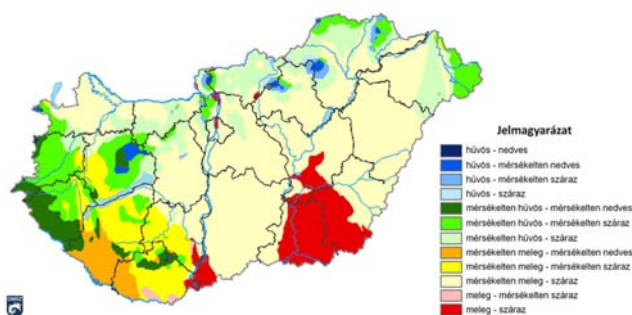 Jelmagyarázat
hűvös - nedves
hűvös - mérsékelten nedves
hűvös - mérsékelten száraz
hűvös - száraz
mérsékelten hűvös - mérsékelten nedves
mérsékelten hűvös - mérsékelten száraz
mérsékelten hűvös - száraz
mérsékelten meleg - mérsékelten nedves
mérsékelten meleg - mérsékelten száraz
mérsékelten meleg - száraz
meleg - mérsékelten száraz
meleg - száraz